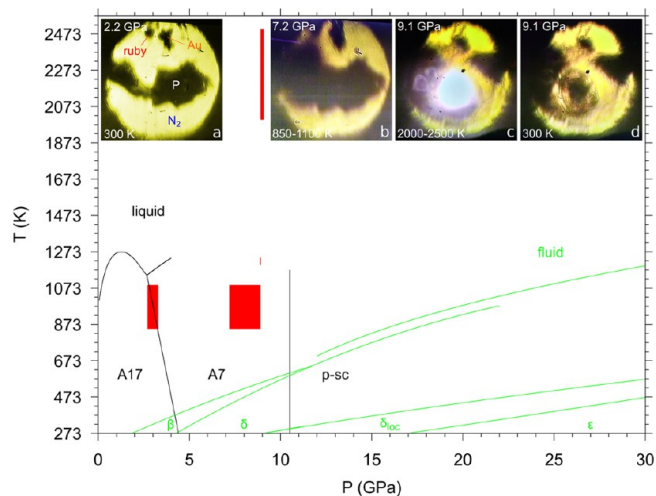 2473
2273
2073
1873
1673
1473
1273
1073
873
673
473
273
T (K)
2.2 GPa
ruby
Au
P
N₂
300 K
a
7.2 GPa
850-1100 K
b
9.1 GPa
2000-2500 K
c
9.1 GPa
300 K
d
liquid
fluid
A17
A7
p-sc
β
δ
δloc
ε
0
5
10
15
20
25
30
P (GPa)